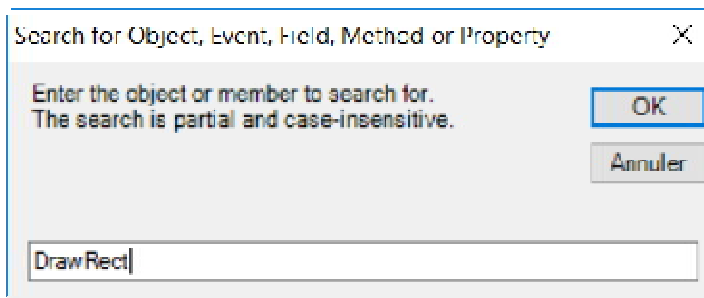 Search for Object, Event, Field, Method or Property
Enter the object or member to search for.
The search is partial and case-insensitive.
OK
Annuler
DrawRect